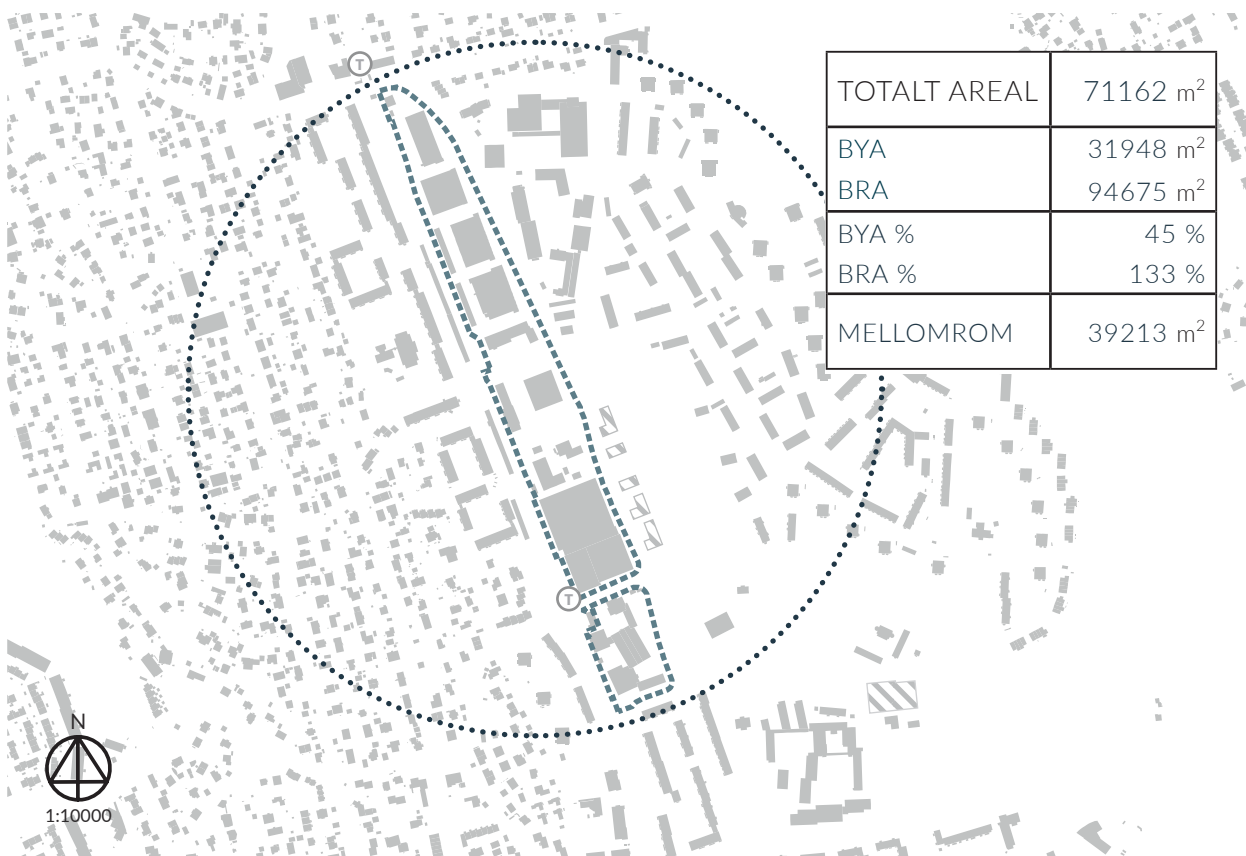 T
TOTALT AREAL 71162 m²
BYA 31948 m²
BRA 94675 m²
BYA % 45 %
BRA % 133 %
MELLOMROM 39213 m²
T
N
1:10000